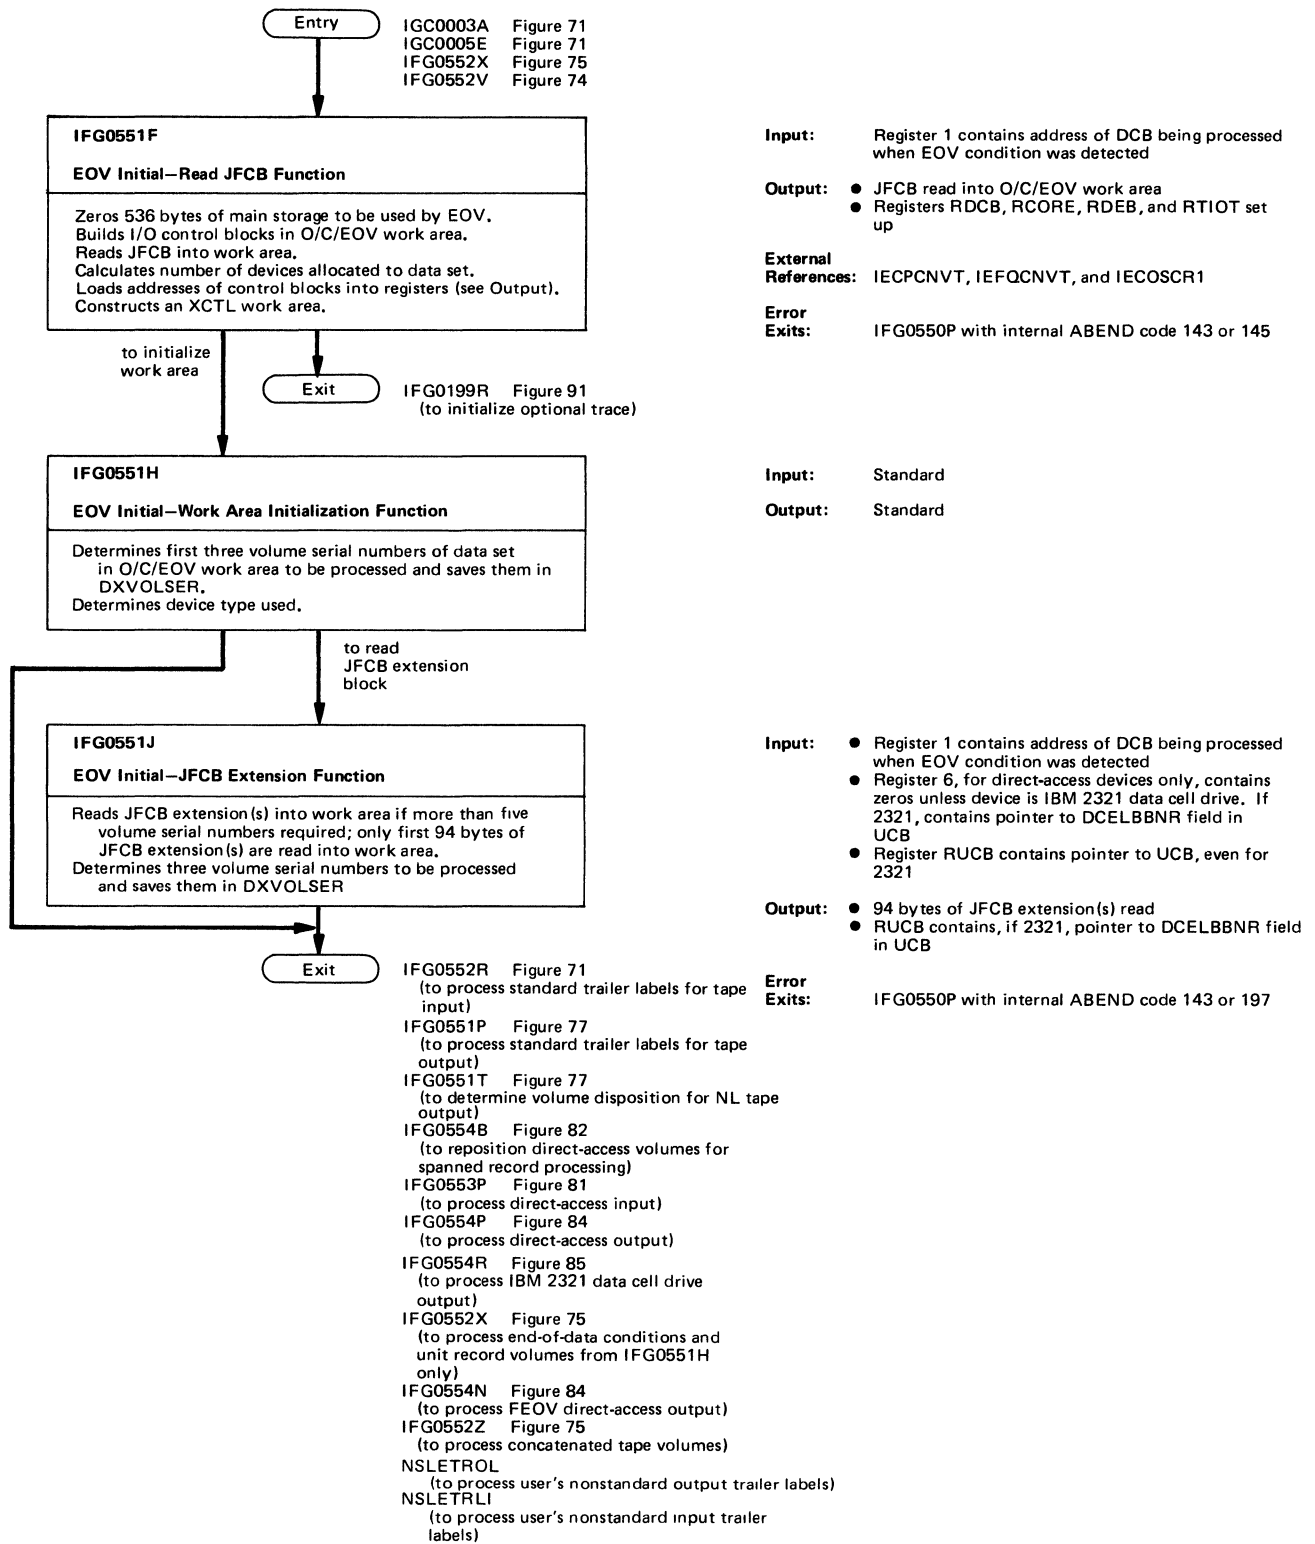 Entry
IGC0003A Figure 71
IGC0005E Figure 71
IFG0552X Figure 75
IFG0552V Figure 74
IFG0551F
EOV Initial—Read JFCB Function
Zeros 536 bytes of main storage to be used by EOV.
Builds I/O control blocks in O/C/EOV work area.
Reads JFCB into work area.
Calculates number of devices allocated to data set.
Loads addresses of control blocks into registers (see Output).
Constructs an XCTL work area.
Input: Register 1 contains address of DCB being processed
when EOV condition was detected
Output: ● JFCB read into O/C/EOV work area
● Registers RDCB, RCORE, RDEB, and RTIOT set
up
External
References: IECPCNVT, IEFQCNVT, and IECOSCR1
Error
Exits: IFG0550P with internal ABEND code 143 or 145
to initialize
work area
Exit
IFG0199R Figure 91
(to initialize optional trace)
IFG0551H
EOV Initial—Work Area Initialization Function
Determines first three volume serial numbers of data set
in O/C/EOV work area to be processed and saves them in
DXVOLSER.
Determines device type used.
Input: Standard
Output: Standard
to read
JFCB extension
block
IFG0551J
EOV Initial—JFCB Extension Function
Reads JFCB extension(s) into work area if more than five
volume serial numbers required; only first 94 bytes of
JFCB extension(s) are read into work area.
Determines three volume serial numbers to be processed
and saves them in DXVOLSER
Input: ● Register 1 contains address of DCB being processed
when EOV condition was detected
● Register 6, for direct-access devices only, contains
zeros unless device is IBM 2321 data cell drive. If
2321, contains pointer to DCELBBNR field in
UCB
● Register RUCB contains pointer to UCB, even for
2321
Output: ● 94 bytes of JFCB extension(s) read
● RUCB contains, if 2321, pointer to DCELBBNR field
in UCB
Error
Exits: IFG0550P with internal ABEND code 143 or 197
Exit
IFG0552R Figure 71
(to process standard trailer labels for tape
input)
IFG0551P Figure 77
(to process standard trailer labels for tape
output)
IFG0551T Figure 77
(to determine volume disposition for NL tape
output)
IFG0554B Figure 82
(to reposition direct-access volumes for
spanned record processing)
IFG0553P Figure 81
(to process direct-access input)
IFG0554P Figure 84
(to process direct-access output)
IFG0554R Figure 85
(to process IBM 2321 data cell drive
output)
IFG0552X Figure 75
(to process end-of-data conditions and
unit record volumes from IFG0551H
only)
IFG0554N Figure 84
(to process FEOV direct-access output)
IFG0552Z Figure 75
(to process concatenated tape volumes)
NSLETROL
(to process user's nonstandard output trailer labels)
NSLETRLI
(to process user's nonstandard input trailer
labels)